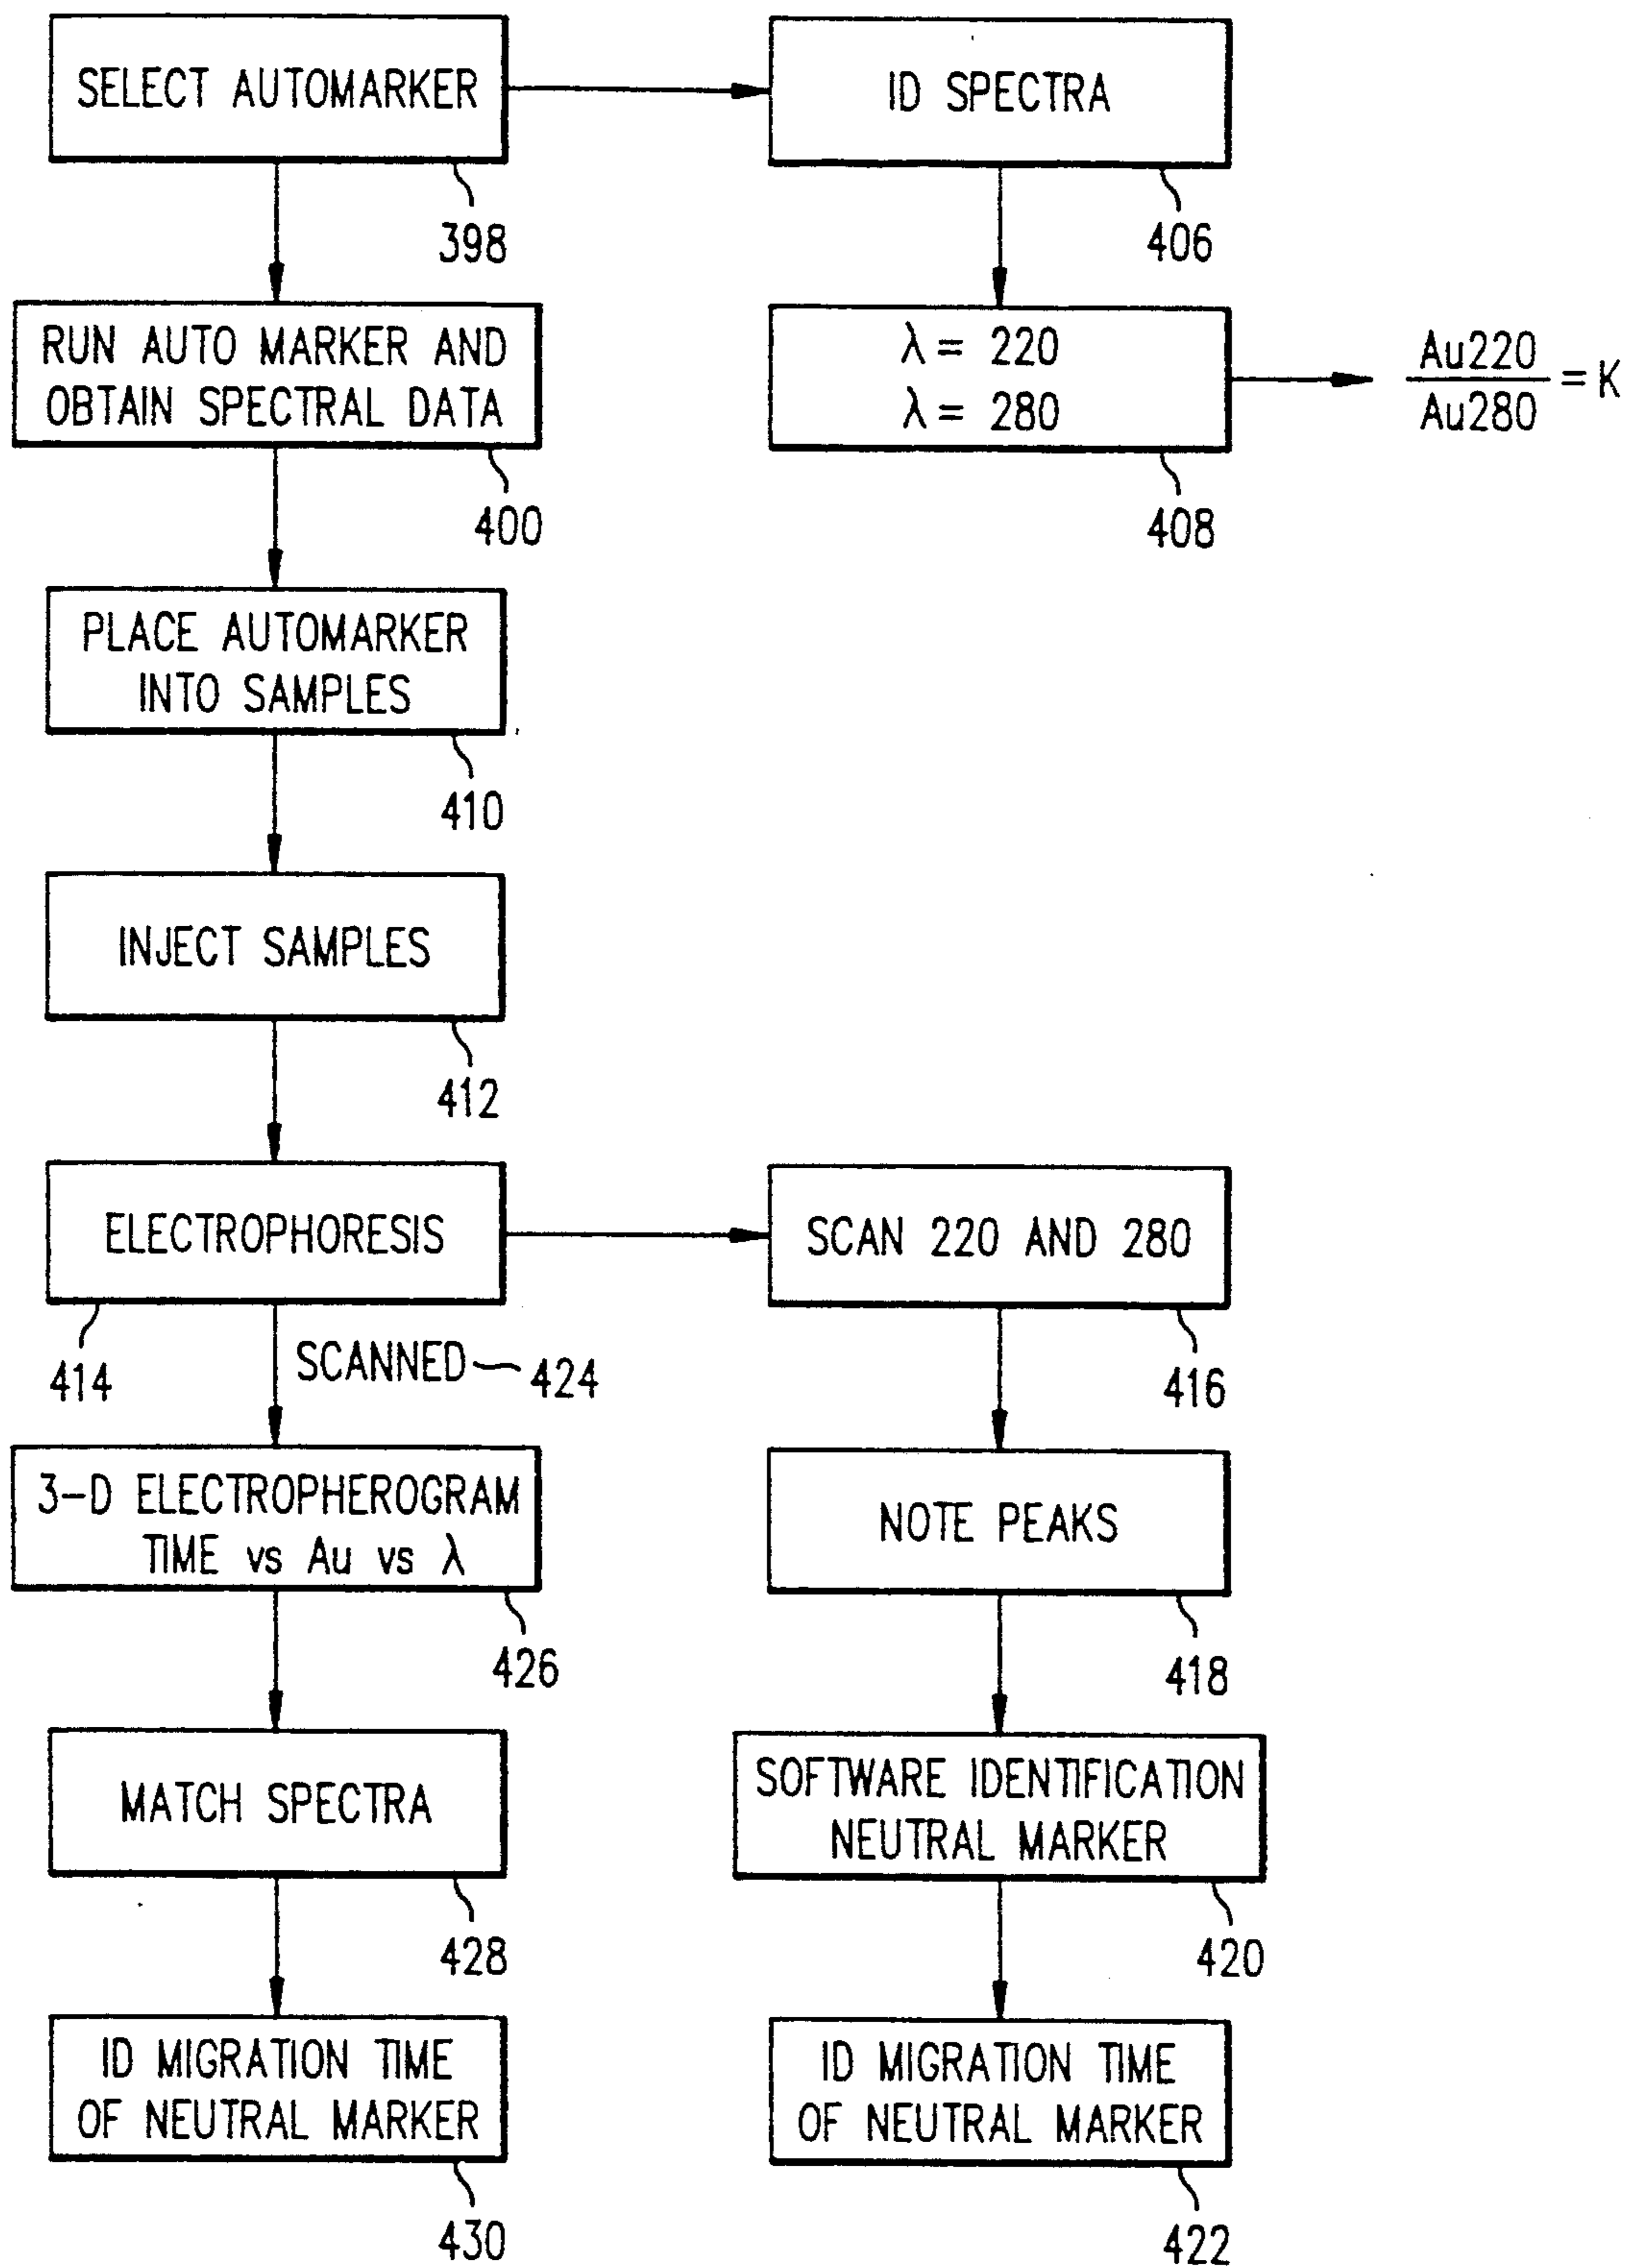 SELECT AUTOMARKER
398
ID SPECTRA
406
RUN AUTO MARKER AND
OBTAIN SPECTRAL DATA
400
λ = 220
λ = 280
408
Au220
Au280
= K
PLACE AUTOMARKER
INTO SAMPLES
410
INJECT SAMPLES
412
ELECTROPHORESIS
414
SCAN 220 AND 280
416
SCANNED
424
3-D ELECTROPHEROGRAM
TIME vs Au vs λ
426
NOTE PEAKS
418
MATCH SPECTRA
428
SOFTWARE IDENTIFICATION
NEUTRAL MARKER
420
ID MIGRATION TIME
OF NEUTRAL MARKER
430
ID MIGRATION TIME
OF NEUTRAL MARKER
422